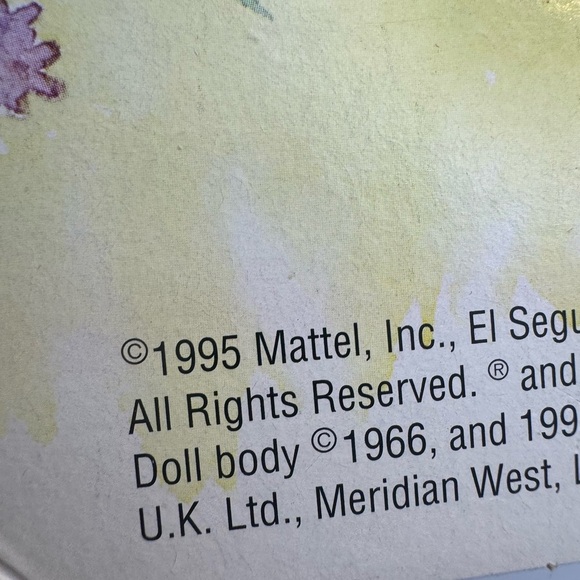 ©1995 Mattel, Inc., El Segu
All Rights Reserved. ® and
Doll body ©1966, and 199
U.K. Ltd., Meridian West, L